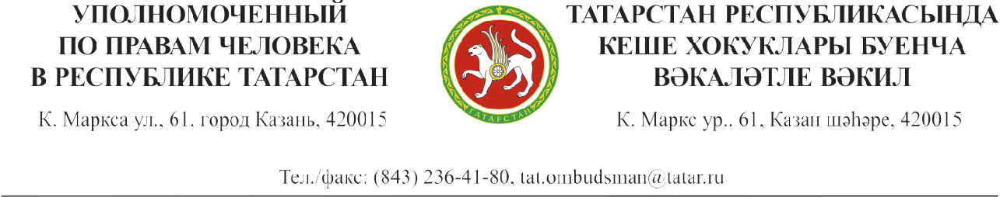 УПОЛНОМОЧЕННЫЙ
ПО ПРАВАМ ЧЕЛОВЕКА
В РЕСПУБЛИКЕ ТАТАРСТАН
К. Маркса ул., 61, город Казань, 420015
ТАТАРСТАН
ТАТАРСТАН РЕСПУБЛИКАСЫНДА
КЕШЕ ХОКУКЛАРЫ БУЕНЧА
ВӘКАЛӘТЛЕ ВӘКИЛ
К. Маркс ур., 61, Казан шәһәре, 420015
Тел./факс: (843) 236-41-80, tat.ombudsman@tatar.ru